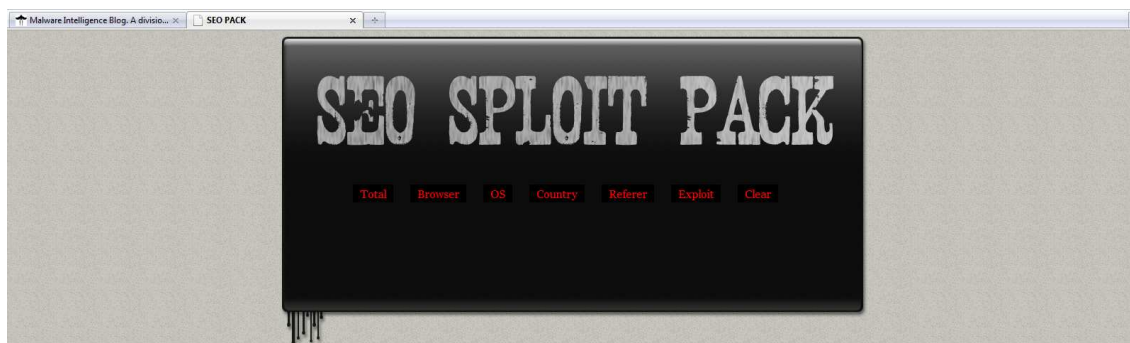 Malware Intelligence Blog. A divisio...
SEO PACK
SEO SPLOIT PACK
Total Browser OS Country Referer Exploit Clear